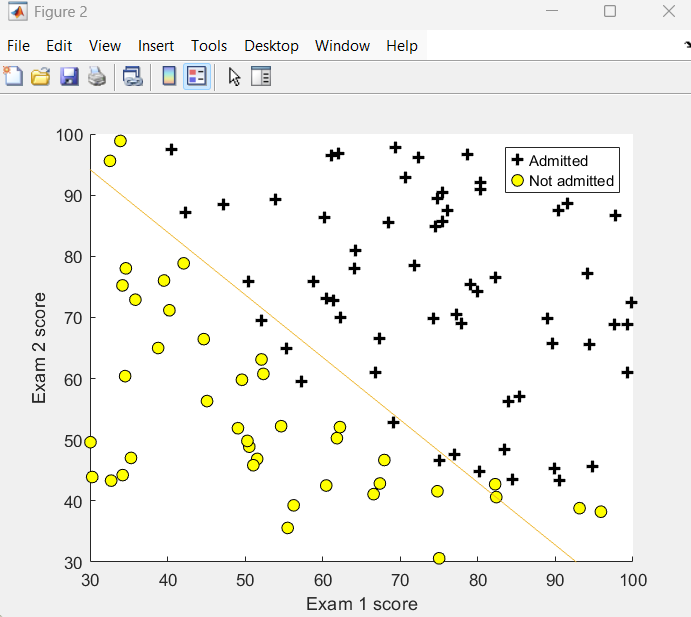 Figure 2
File Edit View Insert Tools Desktop Window Help
Admitted
Not admitted
100
90
80
70
60
50
40
30
Exam 2 score
30 40 50 60 70 80 90 100
Exam 1 score